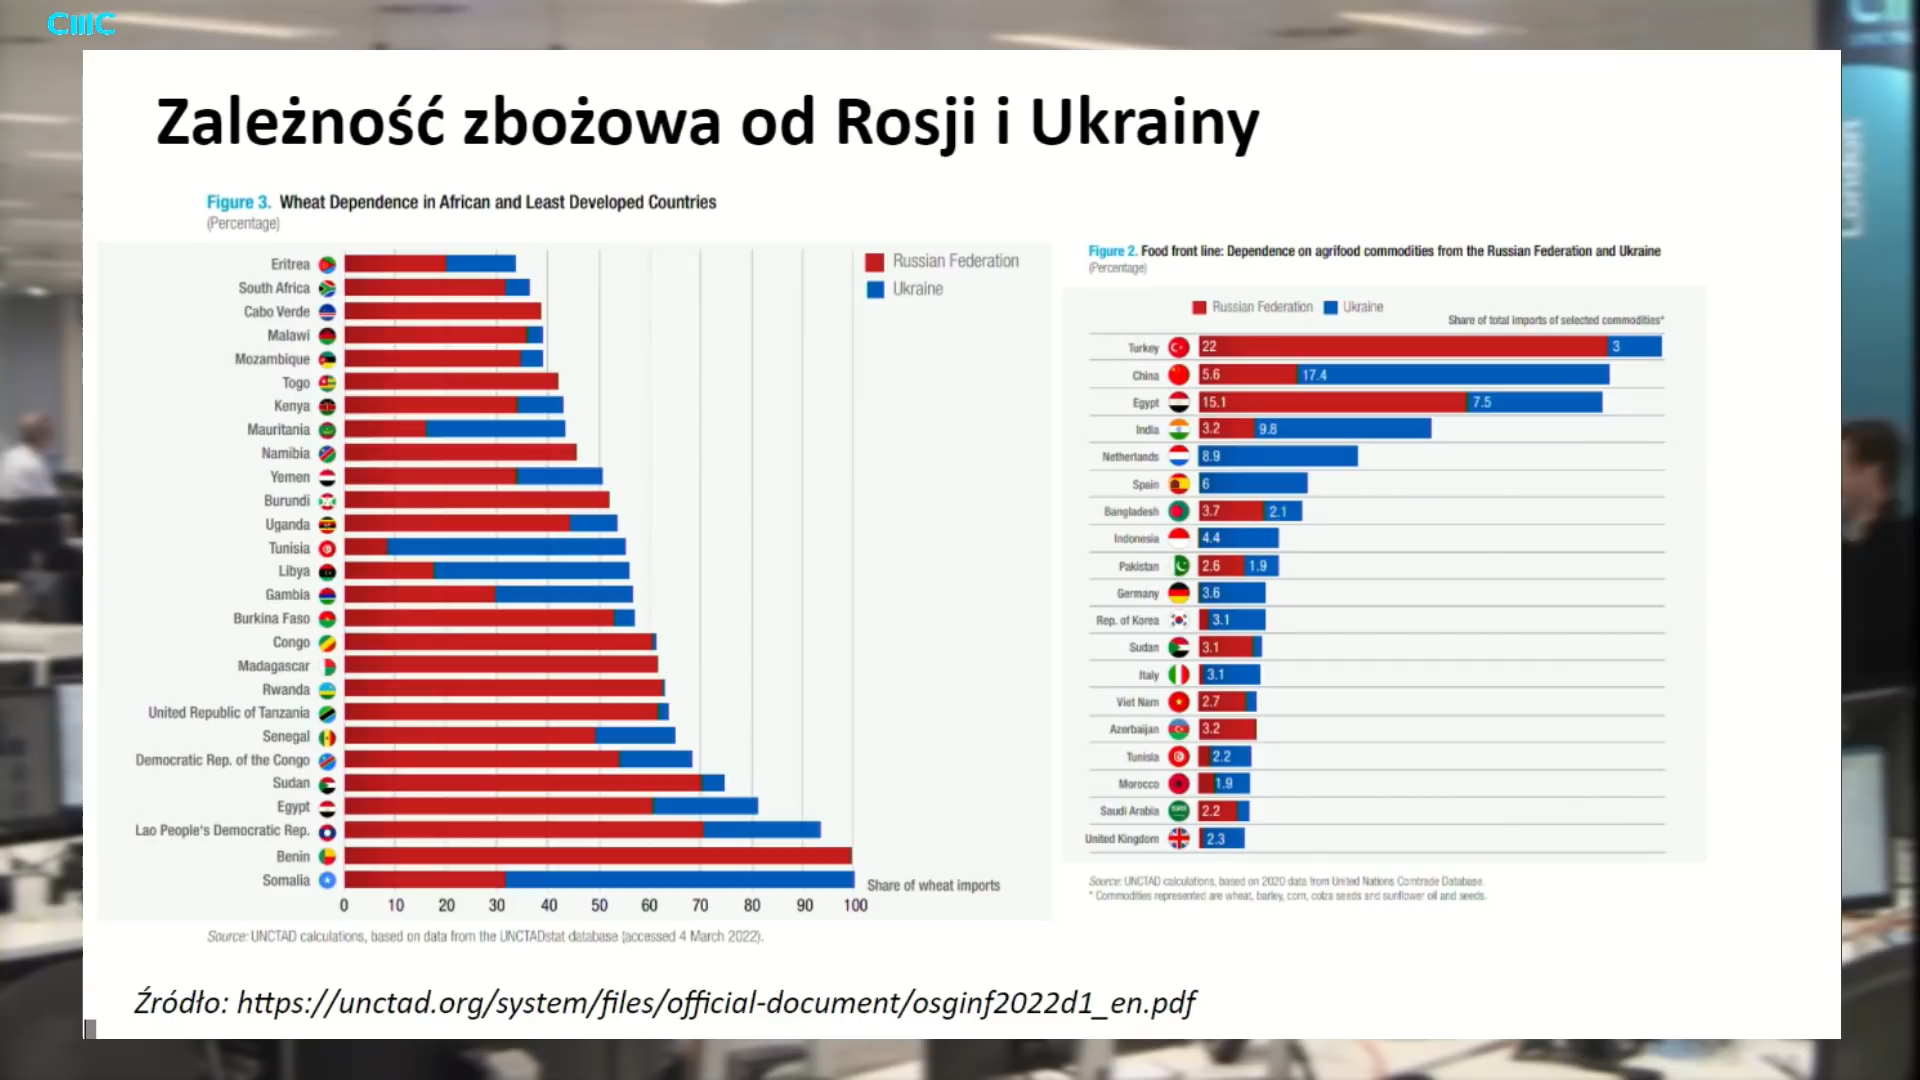 CMC
Zależność zbożowa od Rosji i Ukrainy
Figure 3. Wheat Dependence in African and Least Developed Countries
(Percentage)
Russian Federation
Ukraine
Eritrea
South Africa
Cabo Verde
Malawi
Mozambique
Togo
Kenya
Mauritania
Namibia
Yemen
Burundi
Uganda
Tunisia
Libya
Gambia
Burkina Faso
Congo
Madagascar
Rwanda
United Republic of Tanzania
Senegal
Democratic Rep. of the Congo
Sudan
Egypt
Lao People's Democratic Rep.
Benin
Somalia
Share of wheat imports
0 10 20 30 40 50 60 70 80 90 100
Source: UNCTAD calculations, based on data from the UNCTADstat database (accessed 4 March 2022).
Figure 2. Food front line: Dependence on agrifood commodities from the Russian Federation and Ukraine
(Percentage)
Russian Federation Ukraine
Share of total imports of selected commodities*
Turkey 22 3
China 5.6 17.4
Egypt 15.1 7.5
India 3.2 9.8
Netherlands 8.9
Spain 6
Bangladesh 3.7 2.1
Indonesia 4.4
Pakistan 2.6 1.9
Germany 3.6
Rep. of Korea 3.1
Sudan 3.1
Italy 3.1
Viet Nam 2.7
Azerbaijan 3.2
Tunisia 2.2
Morocco 1.9
Saudi Arabia 2.2
United Kingdom 2.3
Source: UNCTAD calculations, based on 2020 data from United Nations Comtrade Database.
* Commodities represented are wheat, barley, corn, colza seeds and sunflower oil and seeds.
Źródło: https://unctad.org/system/files/official-document/osginf2022d1_en.pdf